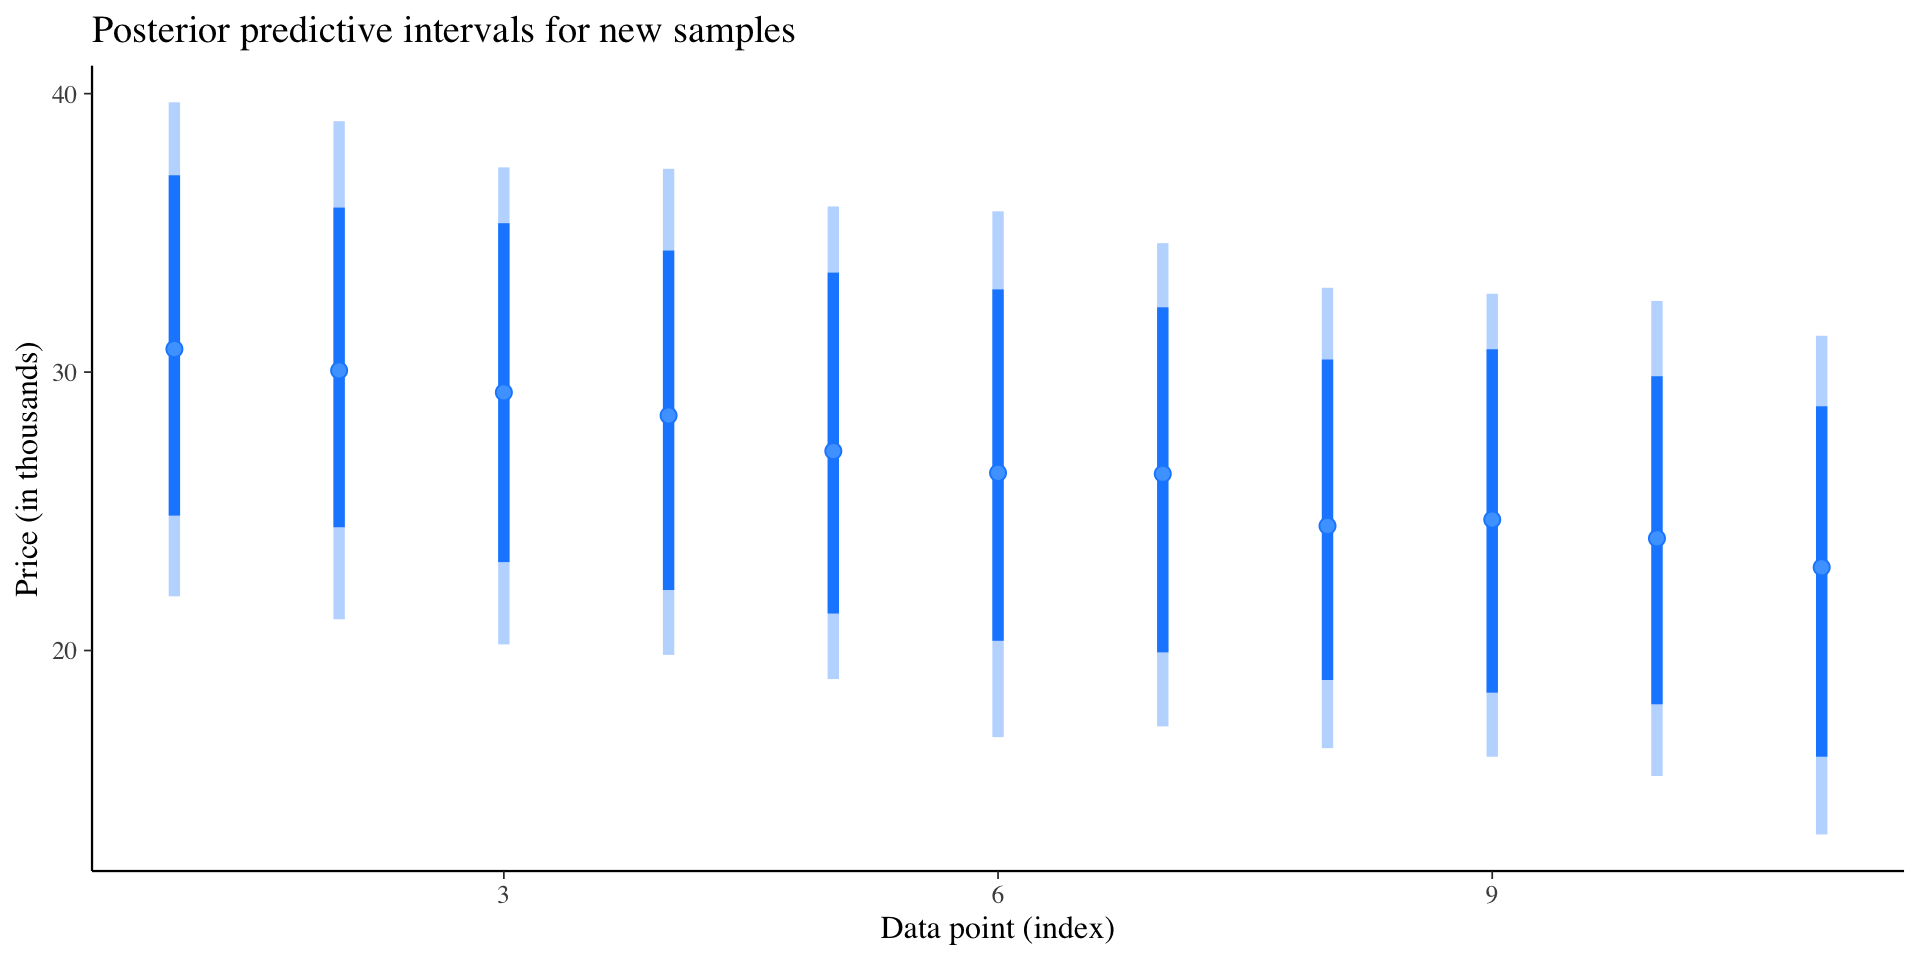 Posterior predictive intervals for new samples
40
30
20
Price (in thousands)
3
6
9
Data point (index)